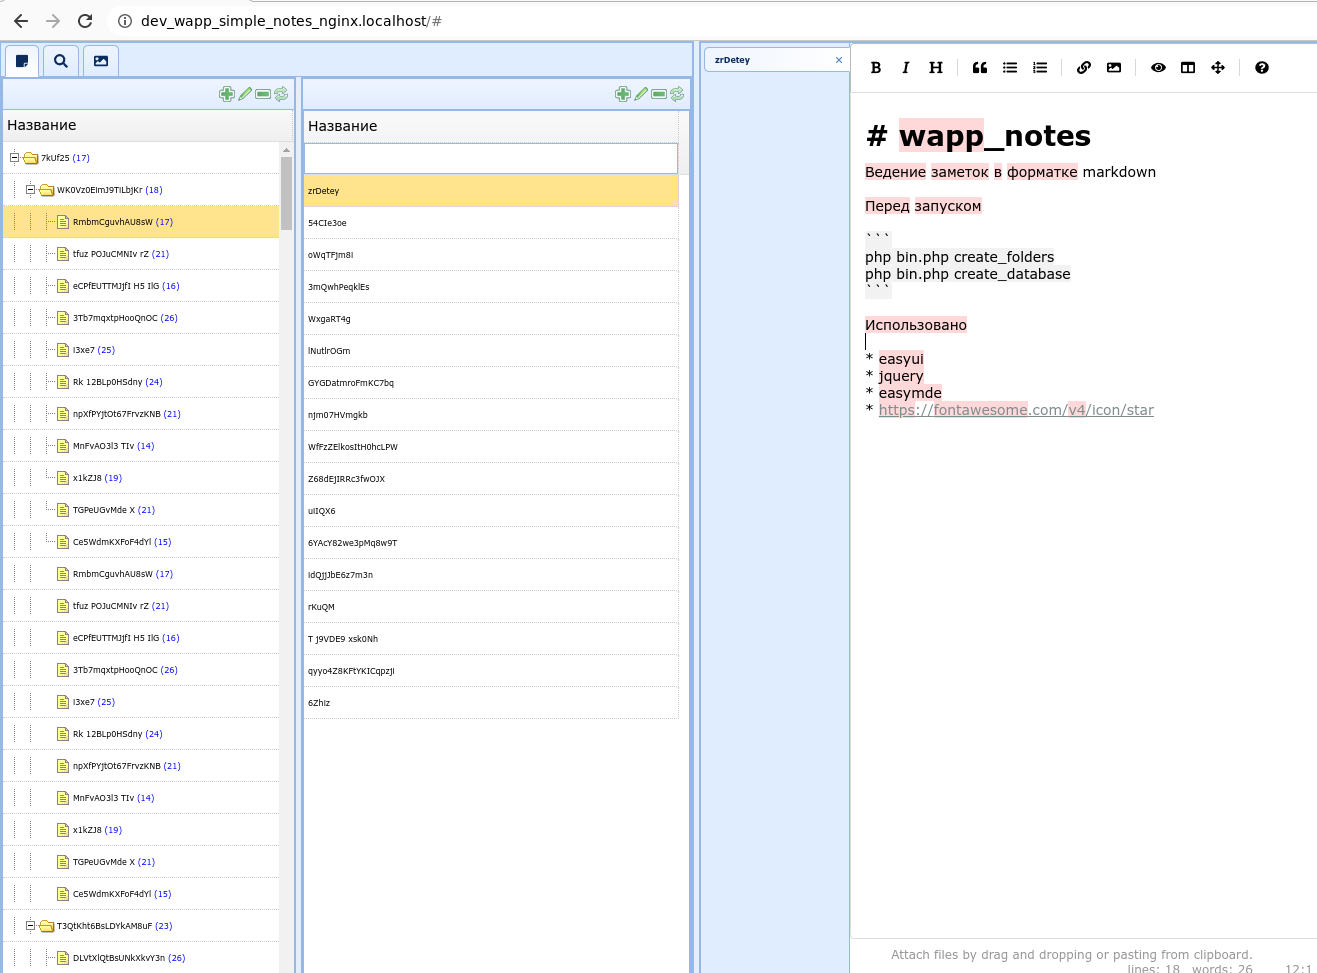 dev_wapp_simple_notes_nginx.localhost/#
Название
7kUf25 (17)
WK0Vz0EImJ9TILbJKr (18)
RmbmCguvhAU8sW (17)
tfuz POJuCMNIv rZ (21)
eCPfEUTTMJJfI H5 IlG (16)
3Tb7mqxtpHooQnOC (26)
I3xe7 (25)
Rk 12BLp0HSdny (24)
npXfPYJtOt67FrvzKNB (21)
MnFvAO3l3 TIv (14)
x1kZJ8 (19)
TGPeUGvMde X (21)
Ce5WdmKXFoF4dYl (15)
RmbmCguvhAU8sW (17)
tfuz POJuCMNIv rZ (21)
eCPfEUTTMJJfI H5 IlG (16)
3Tb7mqxtpHooQnOC (26)
I3xe7 (25)
Rk 12BLp0HSdny (24)
npXfPYJtOt67FrvzKNB (21)
MnFvAO3l3 TIv (14)
x1kZJ8 (19)
TGPeUGvMde X (21)
Ce5WdmKXFoF4dYl (15)
T3QtKht6BsLDYkAM8uF (23)
DLVtXlQtBsUNkXkvY3n (26)
Название
zrDetey
54CIe3oe
oWqTFjm8I
3mQwhPeqklEs
WxgaRT4g
lNutlrOGm
GYGDatmroFmKC7bq
nJm07HVmgkb
WfFzZElkosItH0hcLPW
Z68dEJIRRc3fwOJX
uIIQX6
6YAcY82we3pMq8w9T
IdQJJbE6z7m3n
rKuQM
T J9VDE9 xsk0Nh
qyyo4Z8KFtYKICqpzJI
6ZhIz
zrDetey
B I H
# wapp_notes
Ведение заметок в форматке markdown
Перед запуском
```
php bin.php create_folders
php bin.php create_database
```
Использовано
* easyui
* jquery
* easymde
* https://fontawesome.com/v4/icon/star
Attach files by drag and dropping or pasting from clipboard.
lines: 18 words: 26 12:1